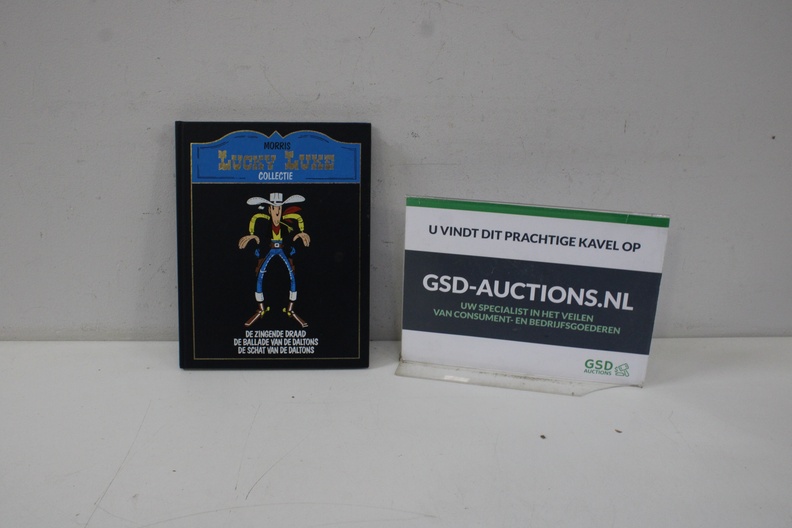 MORRIS
LUCKY LUKE
COLLECTIE
DE ZINGENDE DRAAD
DE BALLADE VAN DE DALTONS
DE SCHAT VAN DE DALTONS
U VINDT DIT PRACHTIGE KAVEL OP
GSD-AUCTIONS.NL
UW SPECIALIST IN HET VEILEN
VAN CONSUMENT- EN BEDRIJFSGOEDEREN
GSD
AUCTIONS